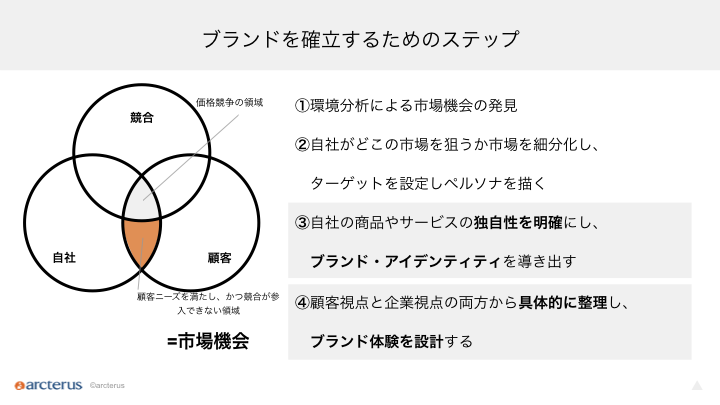 ブランドを確立するためのステップ
価格競争の領域
競合
自社
顧客
顧客ニーズを満たし、かつ競合が参
入できない領域
=市場機会
①環境分析による市場機会の発見
②自社がどこの市場を狙うか市場を細分化し、
ターゲットを設定しペルソナを描く
③自社の商品やサービスの独自性を明確にし、
ブランド・アイデンティティを導き出す
④顧客視点と企業視点の両方から具体的に整理し、
ブランド体験を設計する
arcterus ©arcterus